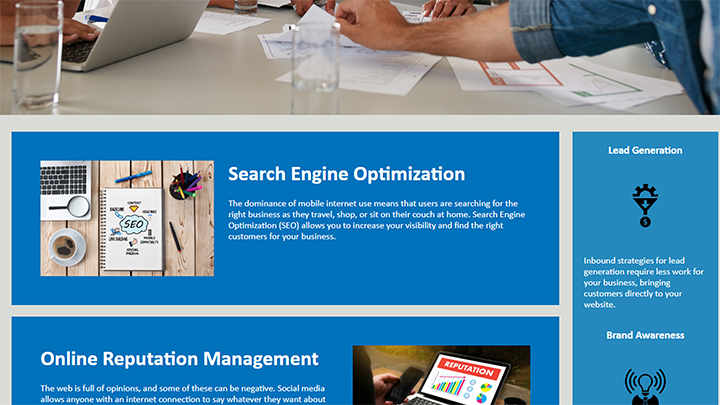 Search Engine Optimization
The dominance of mobile internet use means that users are searching for the
right business as they travel, shop, or sit on their couch at home. Search Engine
Optimization (SEO) allows you to increase your visibility and find the right
customers for your business.
SEO
Online Reputation Management
The web is full of opinions, and some of these can be negative. Social media
allows anyone with an internet connection to say whatever they want about
REPUTATION
Lead Generation
Inbound strategies for lead
generation require less work for
your business, bringing
customers directly to your
website.
Brand Awareness